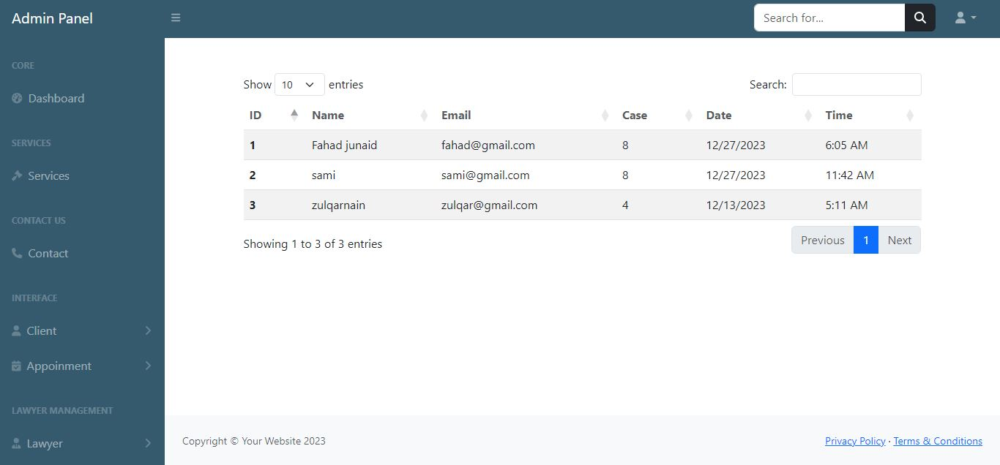 Admin Panel
Search for...
CORE
Dashboard
SERVICES
Services
CONTACT US
Contact
INTERFACE
Client
Appoinment
LAWYER MANAGEMENT
Lawyer
Show 10 entries
Search:
ID Name Email Case Date Time
1 Fahad junaid fahad@gmail.com 8 12/27/2023 6:05 AM
2 sami sami@gmail.com 8 12/27/2023 11:42 AM
3 zulqarnain zulqar@gmail.com 4 12/13/2023 5:11 AM
Showing 1 to 3 of 3 entries
Previous 1 Next
Copyright © Your Website 2023
Privacy Policy · Terms & Conditions